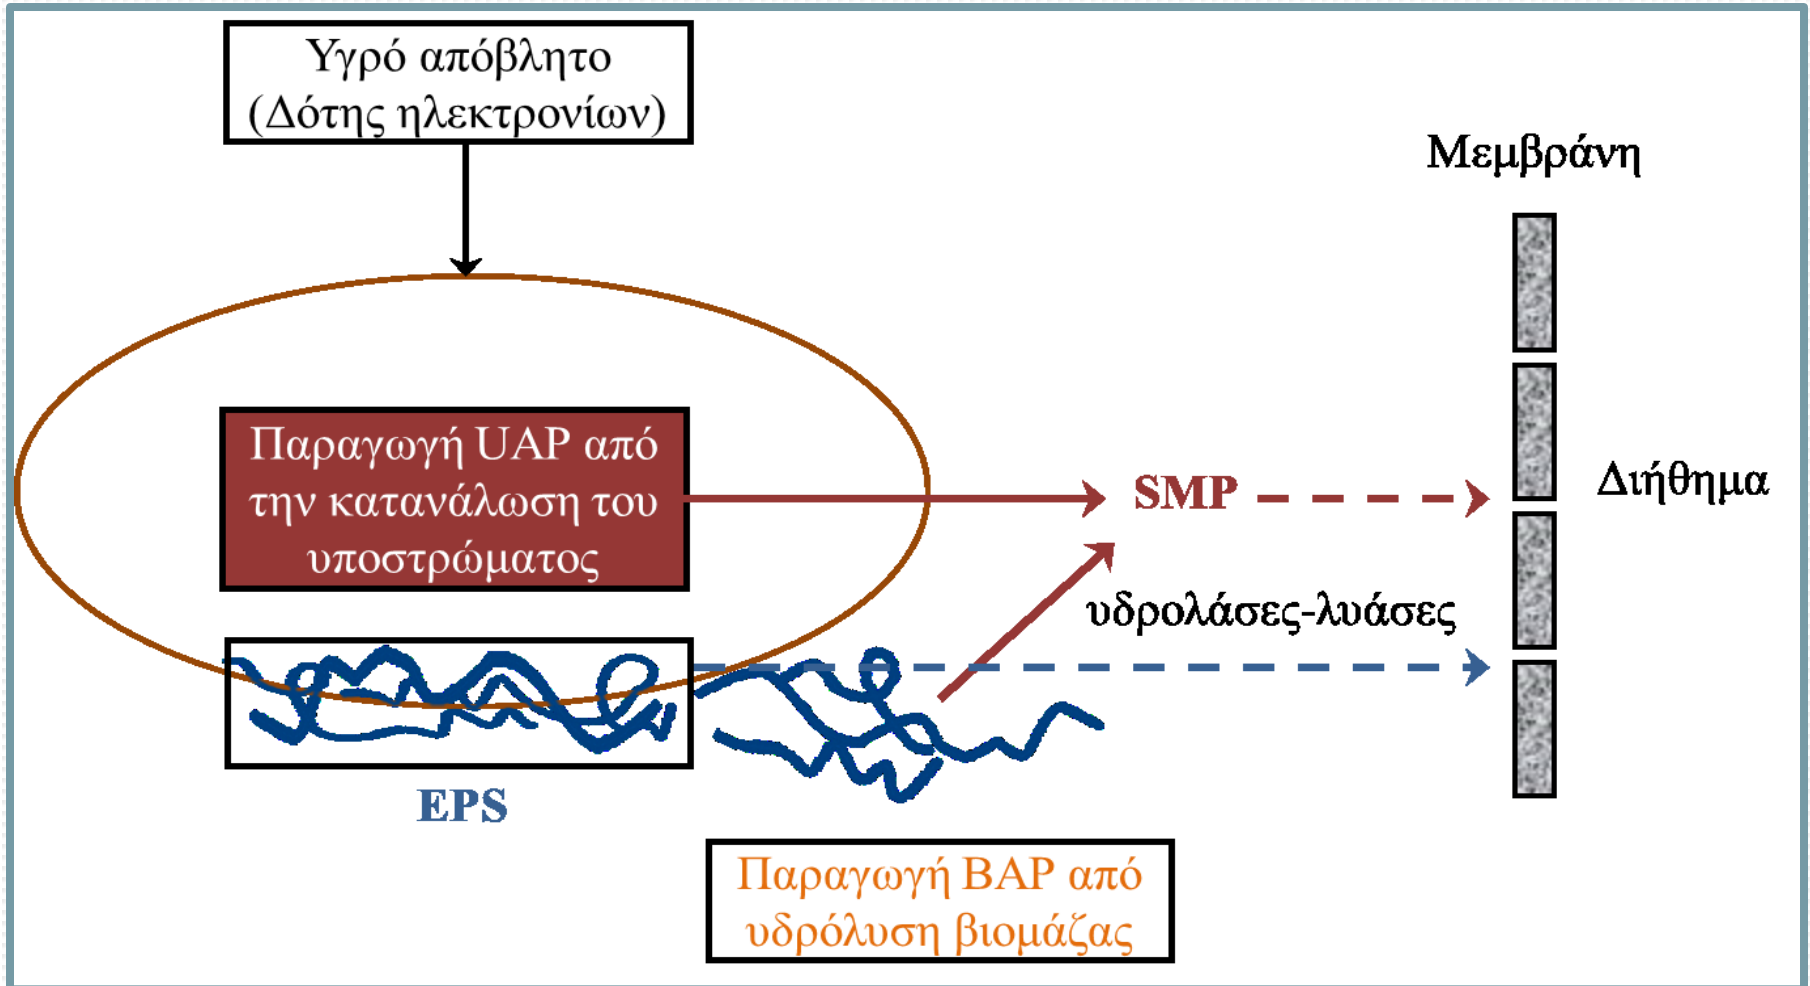 Υγρό απόβλητο
(Δότης ηλεκτρονίων)
Μεμβράνη
Παραγωγή UAP από
την κατανάλωση του
υποστρώματος
SMP
Διήθημα
υδρολάσες-λυάσες
EPS
Παραγωγή BAP από
υδρόλυση βιομάζας